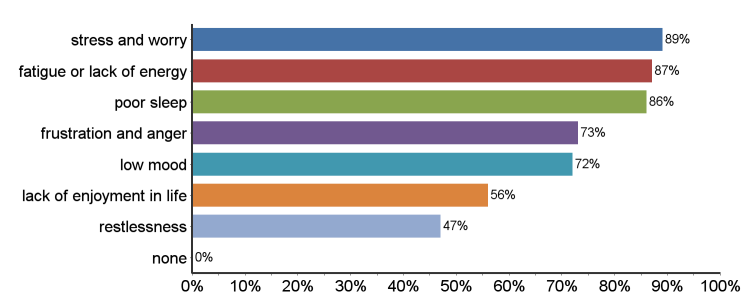 stress and worry 89%
fatigue or lack of energy 87%
poor sleep 86%
frustration and anger 73%
low mood 72%
lack of enjoyment in life 56%
restlessness 47%
none 0%
0% 10% 20% 30% 40% 50% 60% 70% 80% 90% 100%